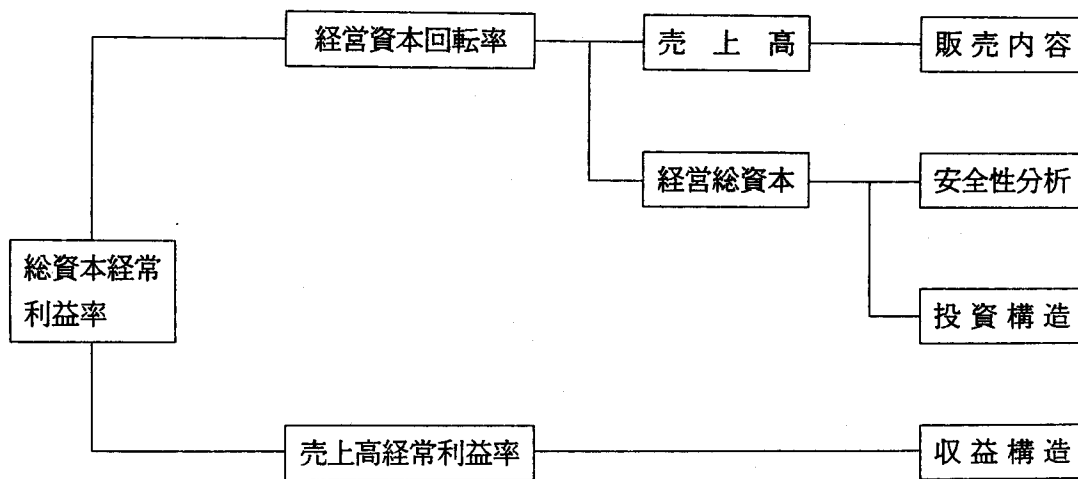 経営資本回転率
売上高
販売内容
経営総資本
安全性分析
総資本経常
利益率
投資構造
売上高経常利益率
収益構造